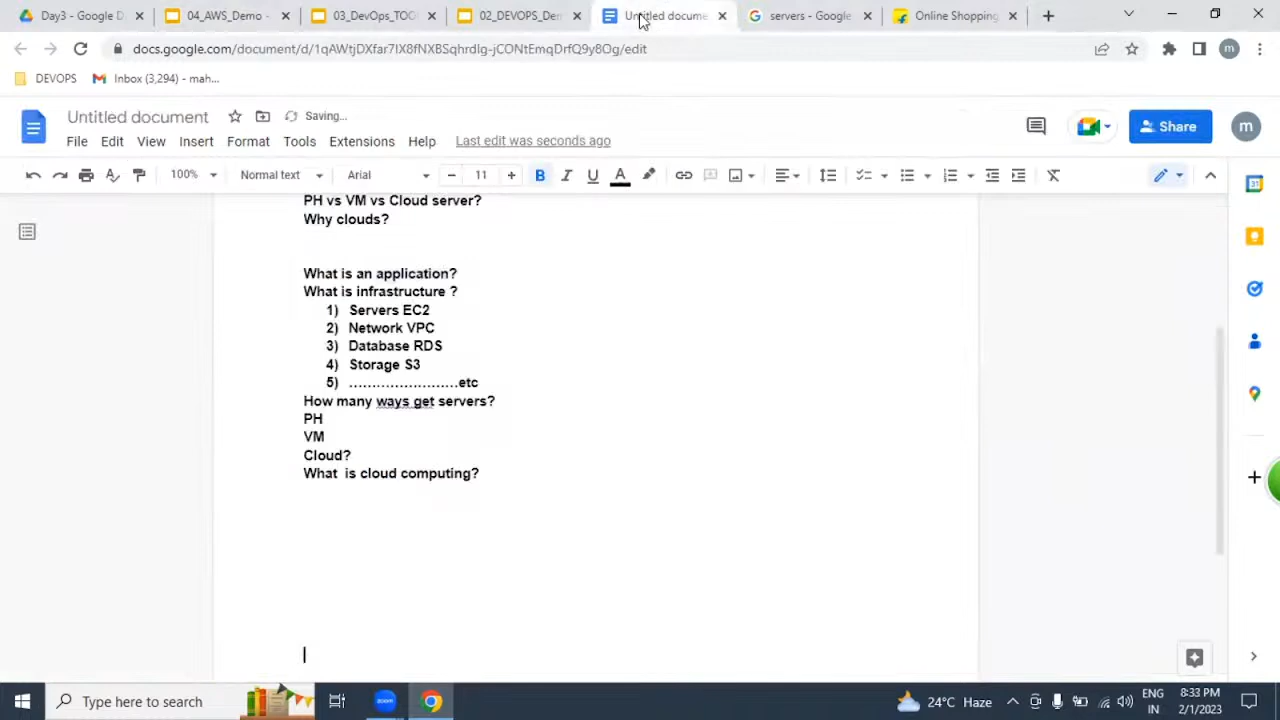 Day3 - Google D
04_AWS_Demo -
01_DevOps_TOO
02_DEVOPS_Dem
Untitled docume
servers - Google
Online Shopping
docs.google.com/document/d/1qAWtjDXfar7IX8fNXBSqhrdIg-jCONtEmqDrfQ9y8Og/edit
DEVOPS
Inbox (3,294) - mah...
m
Untitled document
Saving...
File Edit View Insert Format Tools Extensions Help
Last edit was seconds ago
Share
m
100%
Normal text
Arial
11
B I U A
PH vs VM vs Cloud server?
Why clouds?
What is an application?
What is infrastructure ?
1) Servers EC2
2) Network VPC
3) Database RDS
4) Storage S3
5) ........................etc
How many ways get servers?
PH
VM
Cloud?
What is cloud computing?
31
Type here to search
zoom
24°C Haze
ENG
IN
8:33 PM
2/1/2023